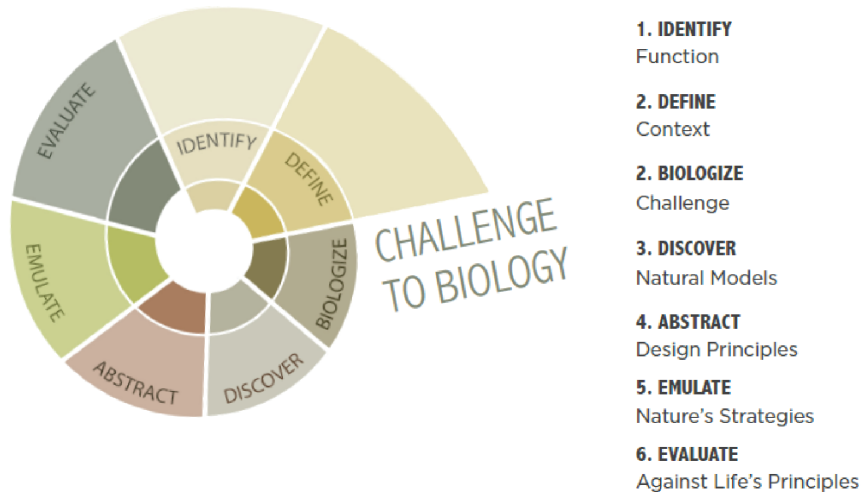 IDENTIFY
DEFINE
BIOLOGIZE
DISCOVER
ABSTRACT
EMULATE
EVALUATE
CHALLENGE
TO BIOLOGY
1. IDENTIFY
Function
2. DEFINE
Context
2. BIOLOGIZE
Challenge
3. DISCOVER
Natural Models
4. ABSTRACT
Design Principles
5. EMULATE
Nature's Strategies
6. EVALUATE
Against Life's Principles